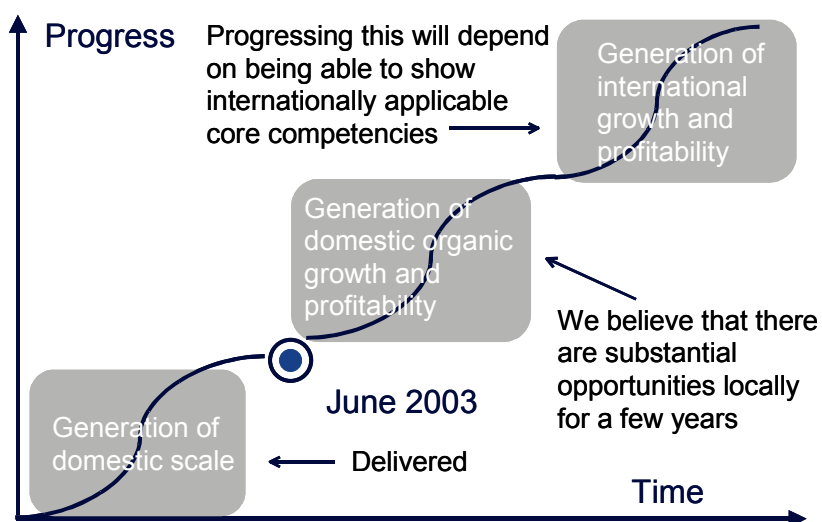 Progress
Progressing this will depend
on being able to show
internationally applicable
core competencies
Generation of
international
growth and
profitability
Generation of
domestic organic
growth and
profitability
We believe that there
are substantial
opportunities locally
for a few years
June 2003
Generation of
domestic scale
Delivered
Time